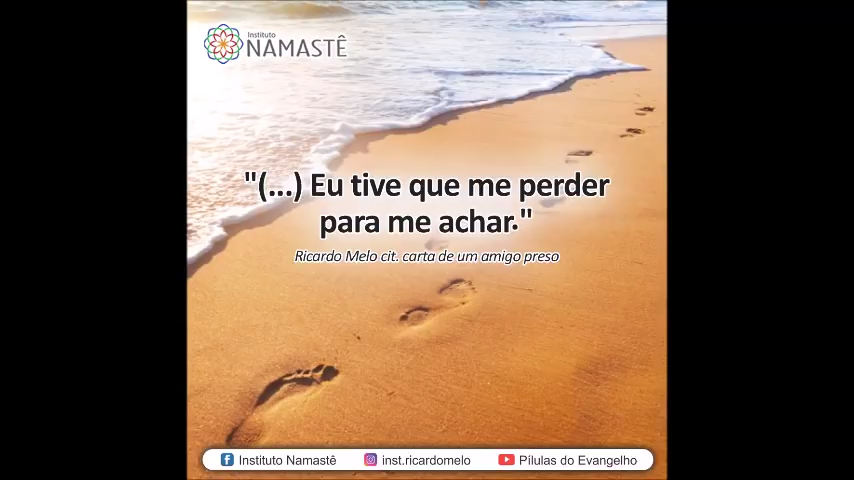 Instituto
NAMASTÊ
"(...) Eu tive que me perder
para me achar."
Ricardo Melo cit. carta de um amigo preso
Instituto Namastê inst.ricardomelo Pílulas do Evangelho